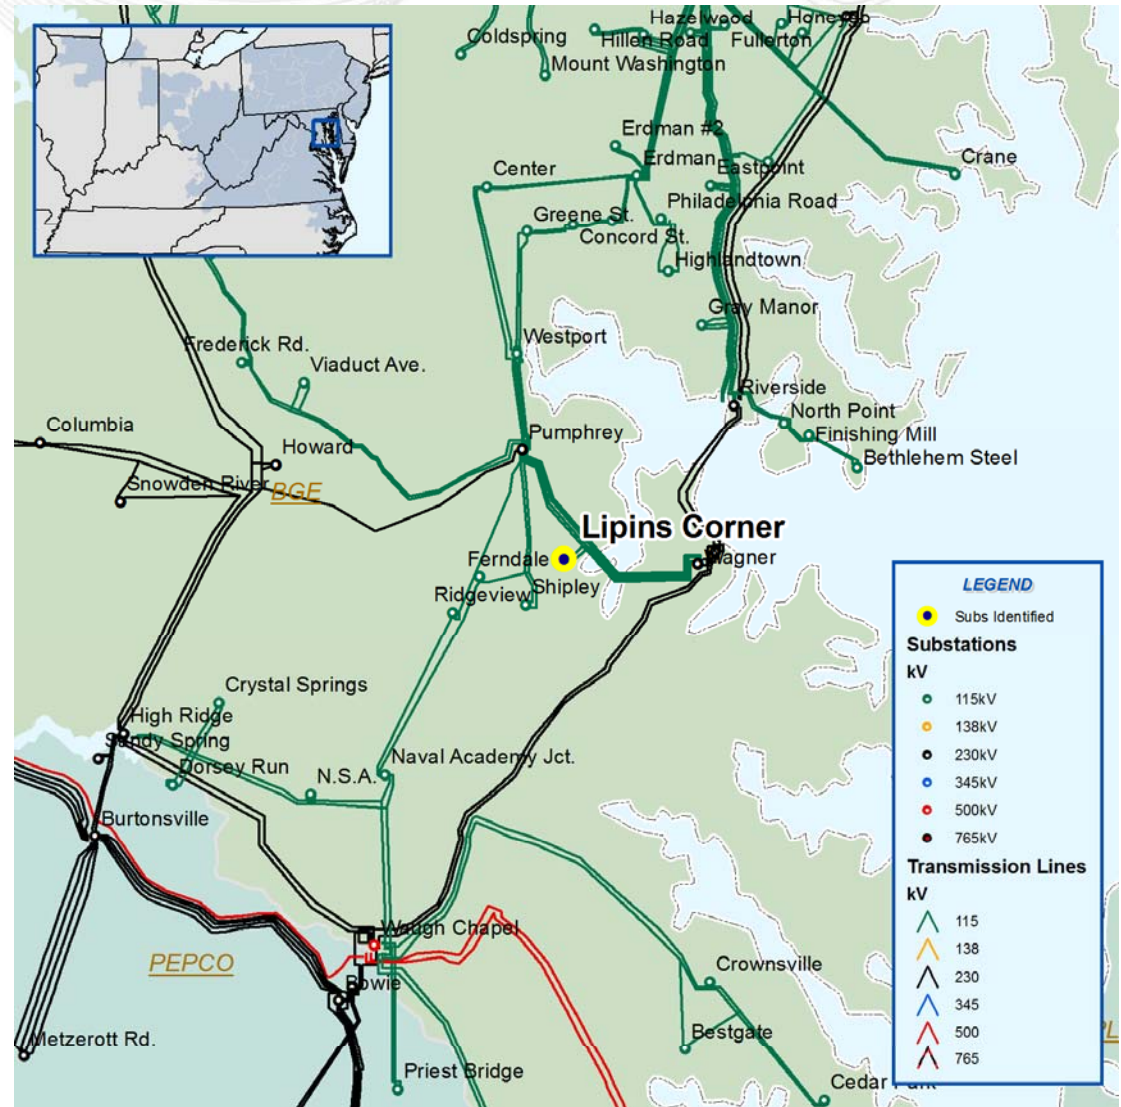 Hazelwood
Honeygo
Coldspring
Hillen Road
Fullerton
Mount Washington
Erdman #2
Erdman
Eastpoint
Crane
Center
Philadelphia Road
Greene St.
Concord St.
Highlandtown
Gray Manor
Westport
Frederick Rd.
Viaduct Ave.
Riverside
North Point
Columbia
Pumphrey
Finishing Mill
Howard
Bethlehem Steel
Snowden River
BGE
Lipins Corner
Ferndale
Wagner
Ridgeview
Shipley
Crystal Springs
High Ridge
Sandy Spring
Dorsey Run
N.S.A.
Naval Academy Jct.
Burtonsville
Waugh Chapel
PEPCO
Bowie
Crownsville
Bestgate
Metzerott Rd.
Priest Bridge
Cedar Park
PL
LEGEND
Subs Identified
Substations
kV
115kV
138kV
230kV
345kV
500kV
765kV
Transmission Lines
kV
115
138
230
345
500
765